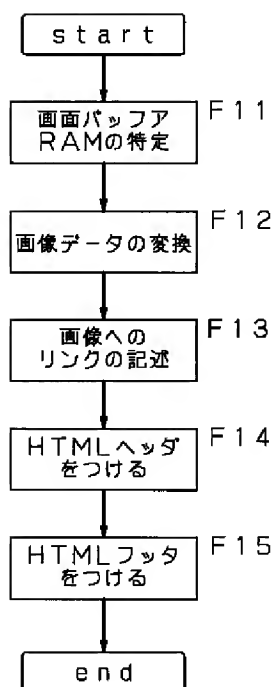 start
画面バッファ
RAMの特定
F11
画像データの変換
F12
画像への
リンクの記述
F13
HTMLヘッダ
をつける
F14
HTMLフッタ
をつける
F15
end